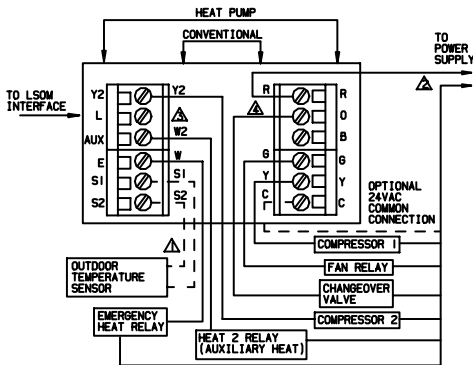 HEAT PUMP
CONVENTIONAL
TO
POWER
SUPPLY
TO LSOM
INTERFACE
Y2
L
AUX
E
S1
S2
Y2
3
W2
W
S1
S2
R
4
G
Y
C
R
O
B
G
Y
C
2
OPTIONAL
24VAC
COMMON
CONNECTION
1
OUTDOOR
TEMPERATURE
SENSOR
COMPRESSOR 1
FAN RELAY
CHANGEOVER
VALVE
EMERGENCY
HEAT RELAY
COMPRESSOR 2
HEAT 2 RELAY
(AUXILIARY HEAT)